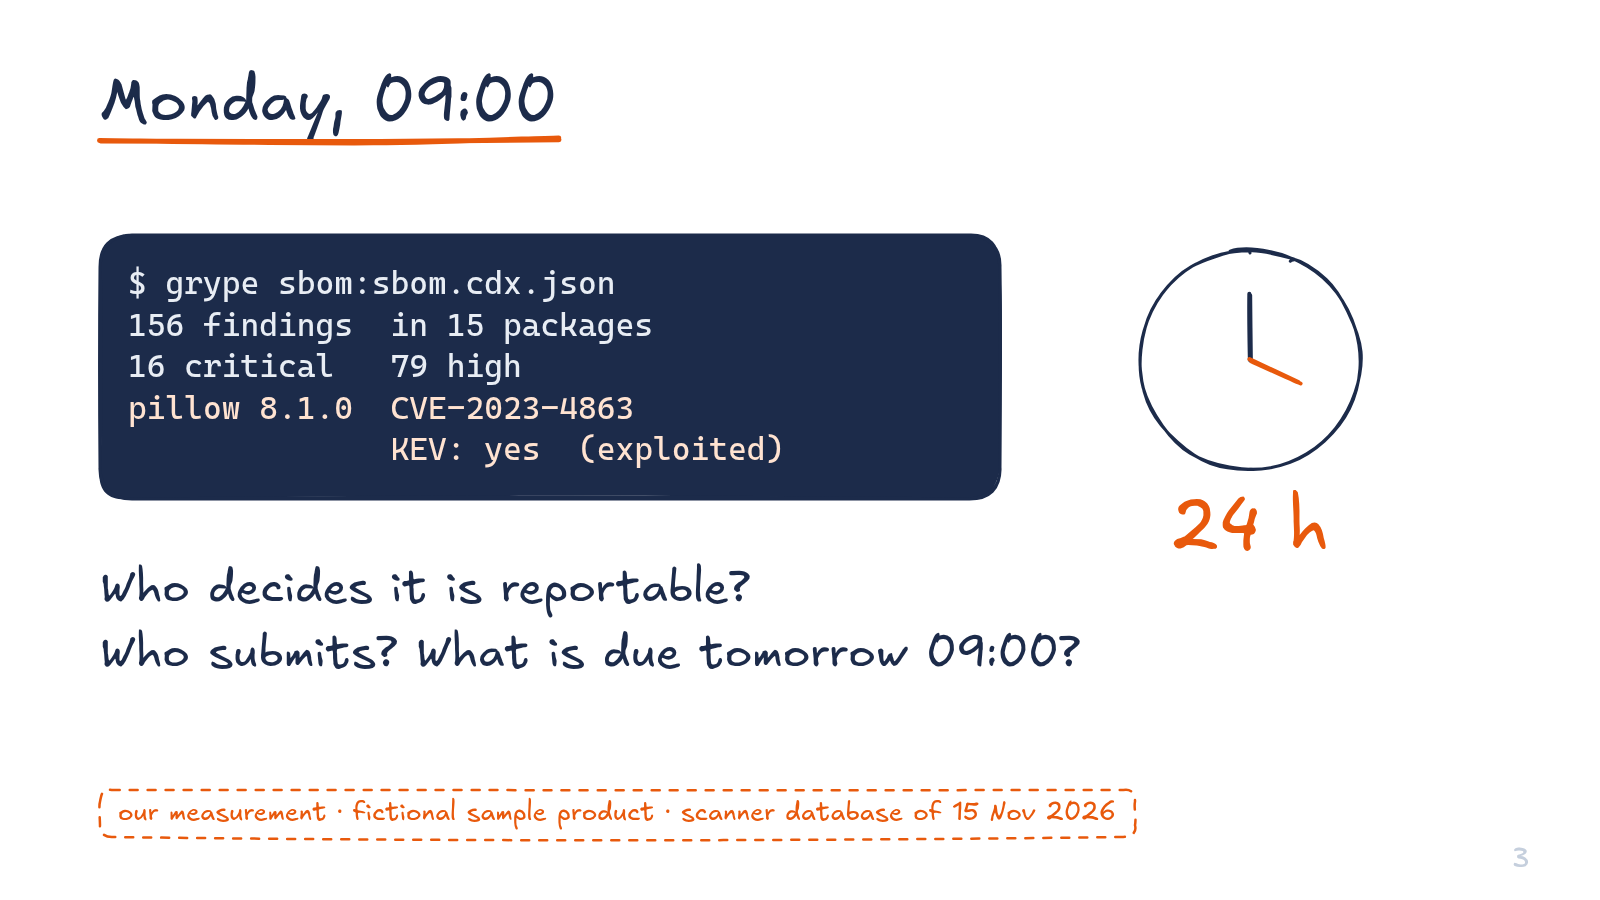 Monday, 09:00
$ grype sbom:sbom.cdx.json
156 findings  in 15 packages
16 critical   79 high
pillow 8.1.0  CVE-2023-4863
              KEV: yes  (exploited)
24 h
Who decides it is reportable?
Who submits? What is due tomorrow 09:00?
our measurement · fictional sample product · scanner database of 15 Nov 2026
3